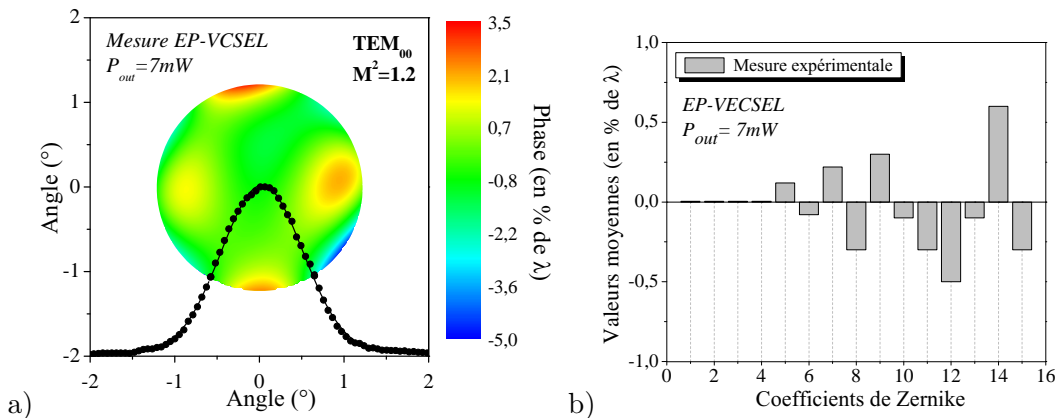 Mesure EP-VCSEL
P_out=7mW
TEM_00
M²=1.2
2
1
0
-1
-2
Angle (°)
-2
-1
0
1
2
Angle (°)
3,5
2,1
0,7
-0,8
-2,2
-3,6
-5,0
Phase (en % de λ)
a)
Mesure expérimentale
EP-VECSEL
P_out= 7mW
1,0
0,5
0,0
-0,5
-1,0
Valeurs moyennes (en % de λ)
0
2
4
6
8
10
12
14
16
Coefficients de Zernike
b)